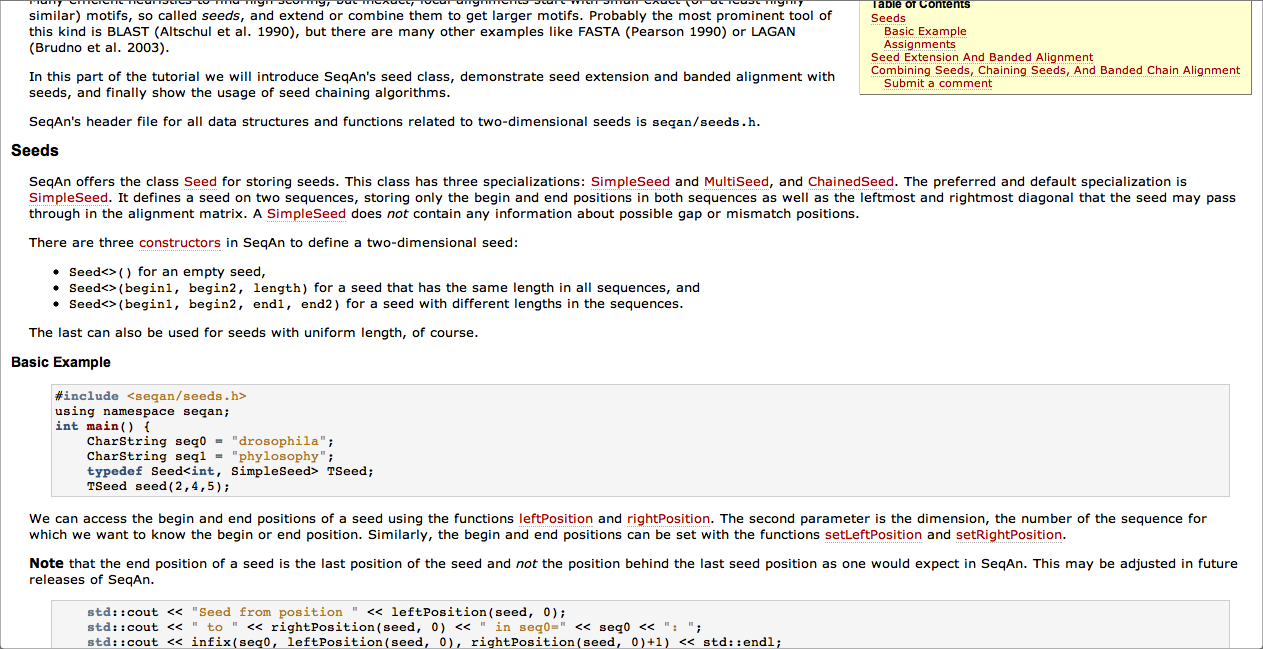 Many efficient heuristics to find high scoring, but inexact, local alignments start with small exact (or at least highly
similar) motifs, so called seeds, and extend or combine them to get larger motifs. Probably the most prominent tool of
this kind is BLAST (Altschul et al. 1990), but there are many other examples like FASTA (Pearson 1990) or LAGAN
(Brudno et al. 2003).
In this part of the tutorial we will introduce SeqAn's seed class, demonstrate seed extension and banded alignment with
seeds, and finally show the usage of seed chaining algorithms.
SeqAn's header file for all data structures and functions related to two-dimensional seeds is seqan/seeds.h.
Table of Contents
Seeds
Basic Example
Assignments
Seed Extension And Banded Alignment
Combining Seeds, Chaining Seeds, And Banded Chain Alignment
Submit a comment
Seeds
SeqAn offers the class Seed for storing seeds. This class has three specializations: SimpleSeed and MultiSeed, and ChainedSeed. The preferred and default specialization is
SimpleSeed. It defines a seed on two sequences, storing only the begin and end positions in both sequences as well as the leftmost and rightmost diagonal that the seed may pass
through in the alignment matrix. A SimpleSeed does not contain any information about possible gap or mismatch positions.
There are three constructors in SeqAn to define a two-dimensional seed:
• Seed<>() for an empty seed,
• Seed<>(begin1, begin2, length) for a seed that has the same length in all sequences, and
• Seed<>(begin1, begin2, end1, end2) for a seed with different lengths in the sequences.
The last can also be used for seeds with uniform length, of course.
Basic Example
#include <seqan/seeds.h>
using namespace seqan;
int main() {
    CharString seq0 = "drosophila";
    CharString seq1 = "phylosophy";
    typedef Seed<int, SimpleSeed> TSeed;
    TSeed seed(2,4,5);
We can access the begin and end positions of a seed using the functions leftPosition and rightPosition. The second parameter is the dimension, the number of the sequence for
which we want to know the begin or end position. Similarly, the begin and end positions can be set with the functions setLeftPosition and setRightPosition.
Note that the end position of a seed is the last position of the seed and not the position behind the last seed position as one would expect in SeqAn. This may be adjusted in future
releases of SeqAn.
    std::cout << "Seed from position " << leftPosition(seed, 0);
    std::cout << " to " << rightPosition(seed, 0) << " in seq0=" << seq0 << ": ";
    std::cout << infix(seq0, leftPosition(seed, 0), rightPosition(seed, 0)+1) << std::endl;